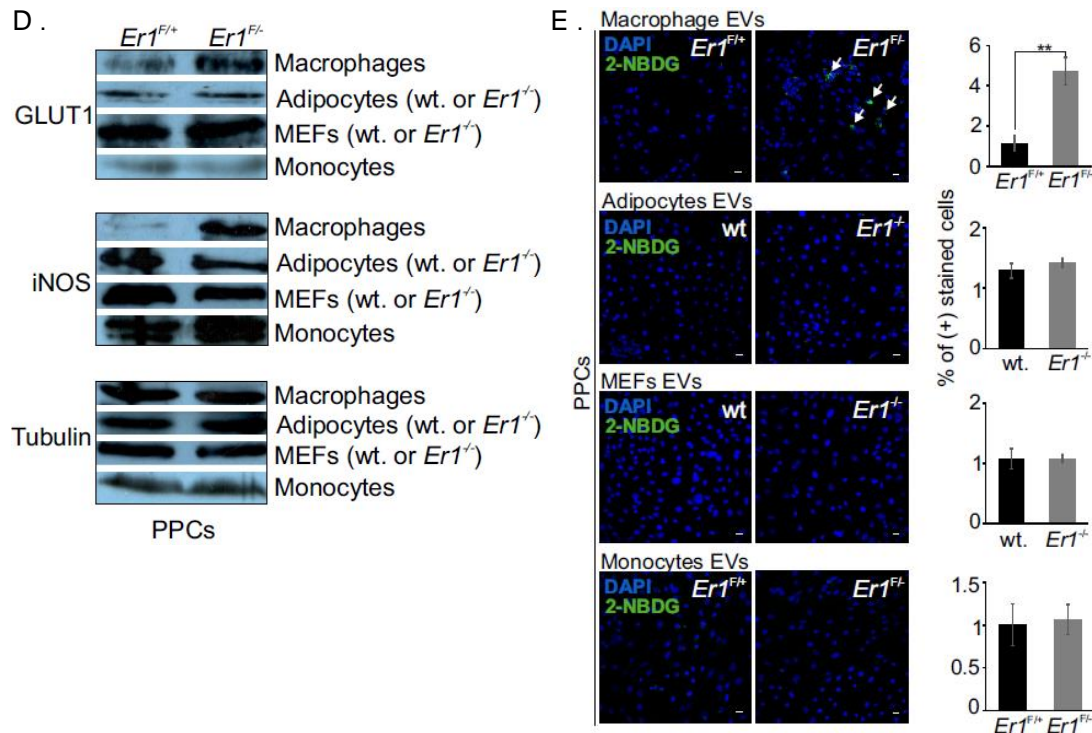 D .
Er1F/+ Er1F/-
GLUT1
Macrophages
Adipocytes (wt. or Er1-/-)
MEFs (wt. or Er1-/-)
Monocytes
iNOS
Macrophages
Adipocytes (wt. or Er1-/-)
MEFs (wt. or Er1-/-)
Monocytes
Tubulin
Macrophages
Adipocytes (wt. or Er1-/-)
MEFs (wt. or Er1-/-)
Monocytes
PPCs
E .
PPCs
Macrophage EVs
DAPI
2-NBDG
Er1F/+
Er1F/-
Adipocytes EVs
DAPI
2-NBDG
wt
Er1-/-
MEFs EVs
DAPI
2-NBDG
wt
Er1-/-
Monocytes EVs
DAPI
2-NBDG
Er1F/+
Er1F/-
% of (+) stained cells
6
4
2
0
**
Er1F/+ Er1F/-
2
1
0
wt. Er1-/-
2
1
0
wt. Er1-/-
1.5
1
0.5
0
Er1F/+ Er1F/-